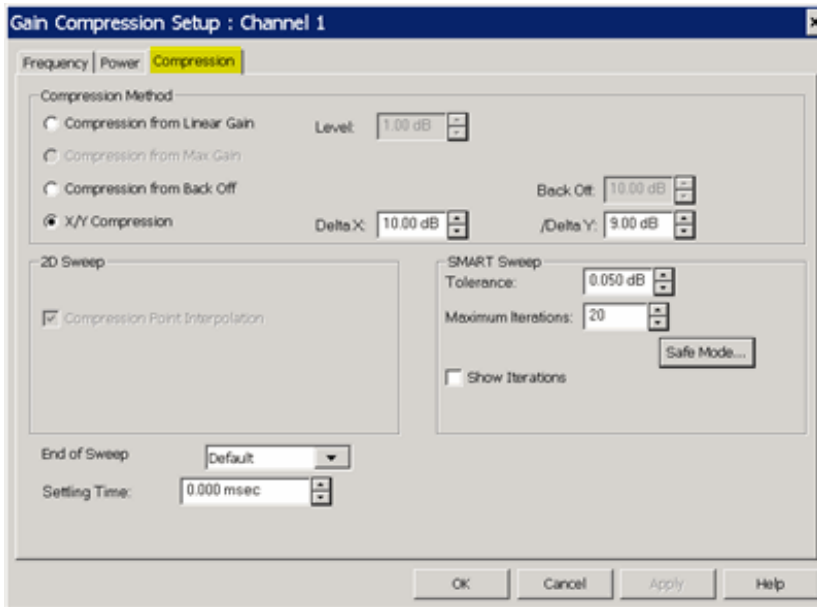 Gain Compression Setup : Channel 1
Frequency Power Compression
Compression Method
Compression from Linear Gain Level: 1.00 dB
Compression from Max Gain
Compression from Back Off Back Off: 10.00 dB
X/Y Compression Delta X: 10.00 dB /Delta Y: 9.00 dB
2D Sweep
Compression Point Interpolation
SMART Sweep
Tolerance: 0.050 dB
Maximum Iterations: 20
Safe Mode...
Show Iterations
End of Sweep Default
Settling Time: 0.000 msec
OK Cancel Apply Help